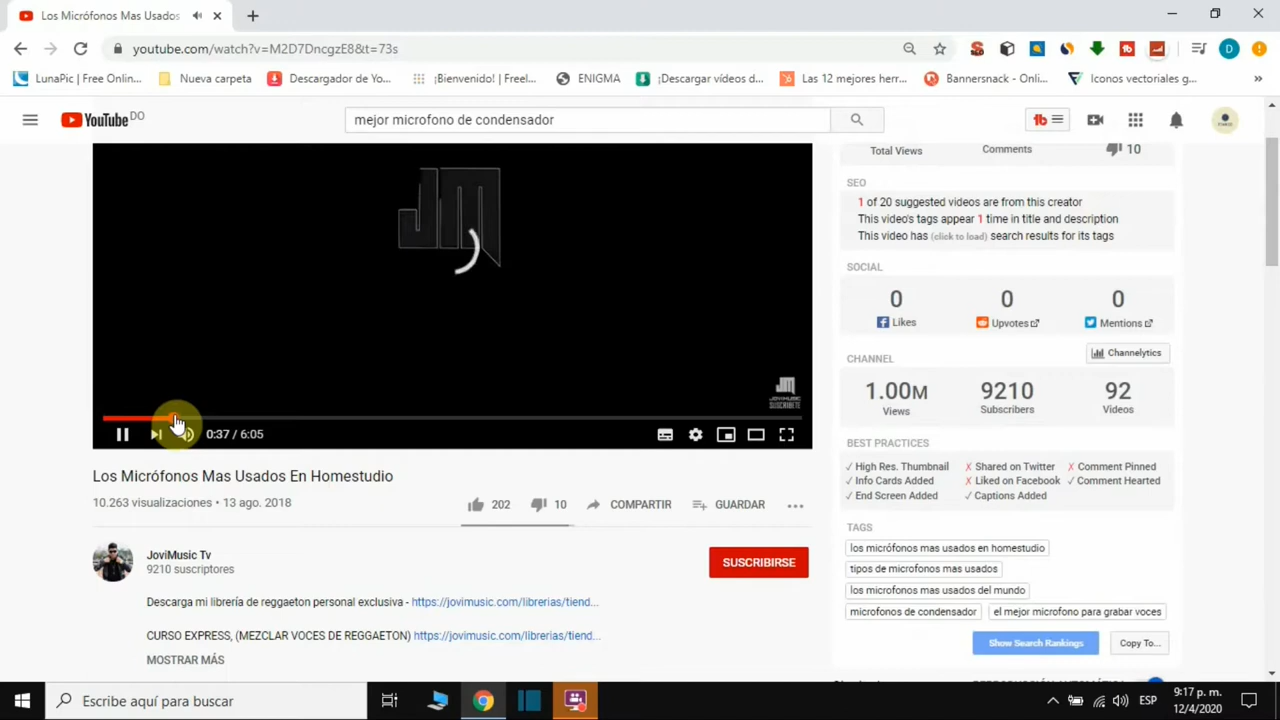 Los Micrófonos Mas Usados
youtube.com/watch?v=M2D7DncgzE8&t=73s
LunaPic | Free Onlin...
Nueva carpeta
Descargador de Yo...
¡Bienvenido! | Freel...
ENIGMA
¡Descargar vídeos d...
Las 12 mejores herr...
Bannersnack - Onli...
Iconos vectoriales g...
YouTube DO
mejor microfono de condensador
tb
D
Total Views
Comments
10
SEO
1 of 20 suggested videos are from this creator
This video's tags appear 1 time in title and description
This video has (click to load) search results for its tags
SOCIAL
0
0
0
Likes
Upvotes
Mentions
CHANNEL
Channelytics
1.00M
9210
92
Views
Subscribers
Videos
BEST PRACTICES
✓ High Res. Thumbnail
✗ Shared on Twitter
✗ Comment Pinned
✓ Info Cards Added
✗ Liked on Facebook
✓ Comment Hearted
✓ End Screen Added
✓ Captions Added
TAGS
los micrófonos mas usados en homestudio
tipos de microfonos mas usados
los microfonos mas usados del mundo
microfonos de condensador
el mejor microfono para grabar voces
Show Search Rankings
Copy To...
JM
JM
JOVIMUSIC
SUSCRIBETE
0:37 / 6:05
Los Micrófonos Mas Usados En Homestudio
10.263 visualizaciones • 13 ago. 2018
202
10
COMPARTIR
GUARDAR
JoviMusic Tv
9210 suscriptores
SUSCRIBIRSE
Descarga mi librería de reggaeton personal exclusiva - https://jovimusic.com/librerias/tiend...
CURSO EXPRESS, (MEZCLAR VOCES DE REGGAETON) https://jovimusic.com/librerias/tiend...
MOSTRAR MÁS
Escribe aquí para buscar
ESP
9:17 p. m.
12/4/2020